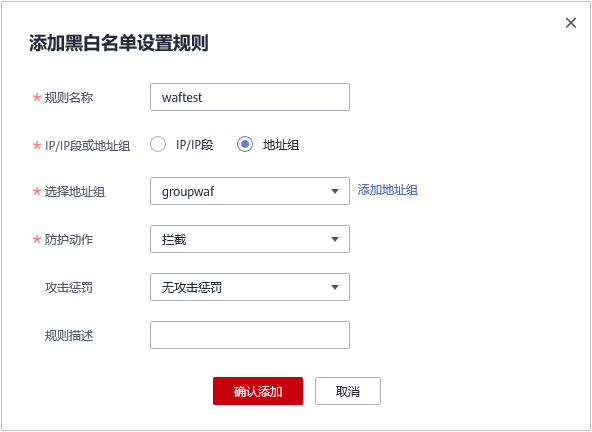 添加黑白名单设置规则
* 规则名称 waftest
* IP/IP段或地址组 IP/IP段 地址组
* 选择地址组 groupwaf 添加地址组
* 防护动作 拦截
攻击惩罚 无攻击惩罚
规则描述
确认添加 取消